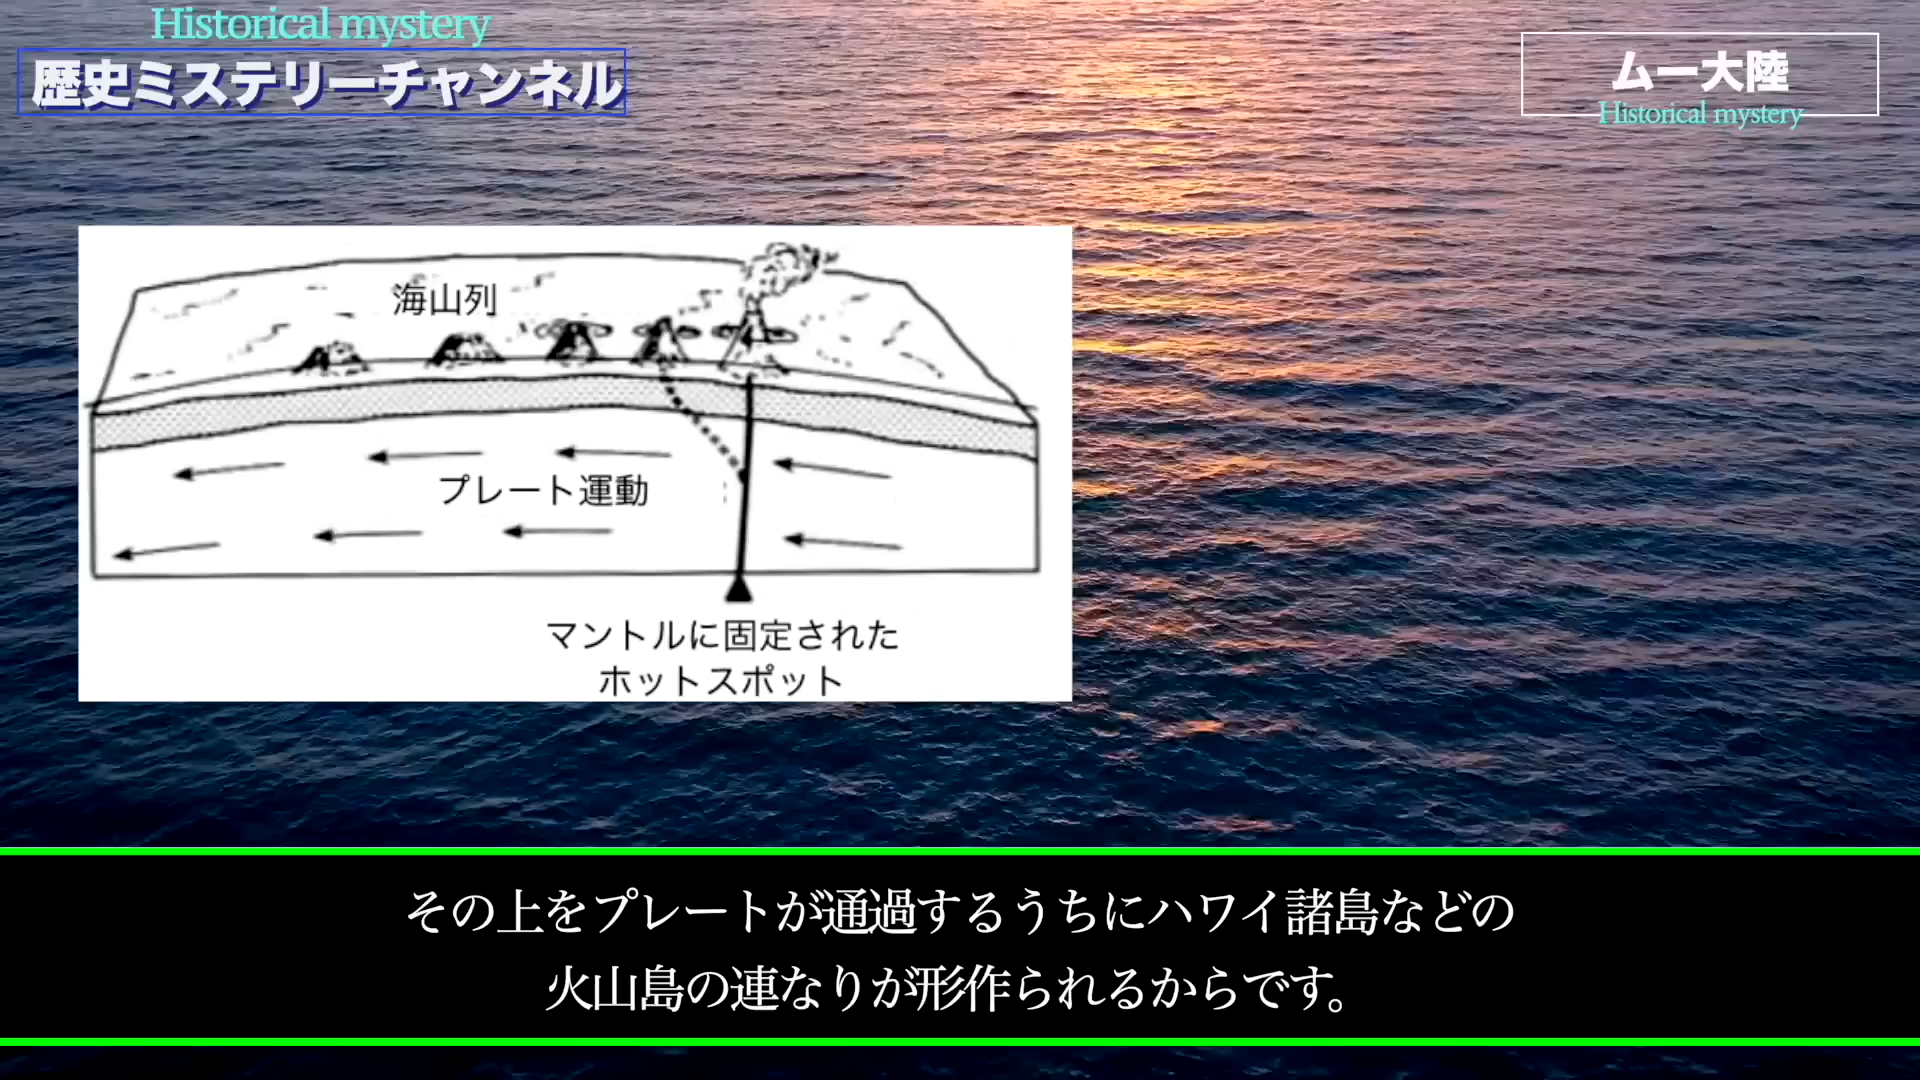 Historical mystery
歴史ミステリーチャンネル
ムー大陸
Historical mystery
海山列
プレート運動
マントルに固定された
ホットスポット
その上をプレートが通過するうちにハワイ諸島などの
火山島の連なりが形作られるからです。